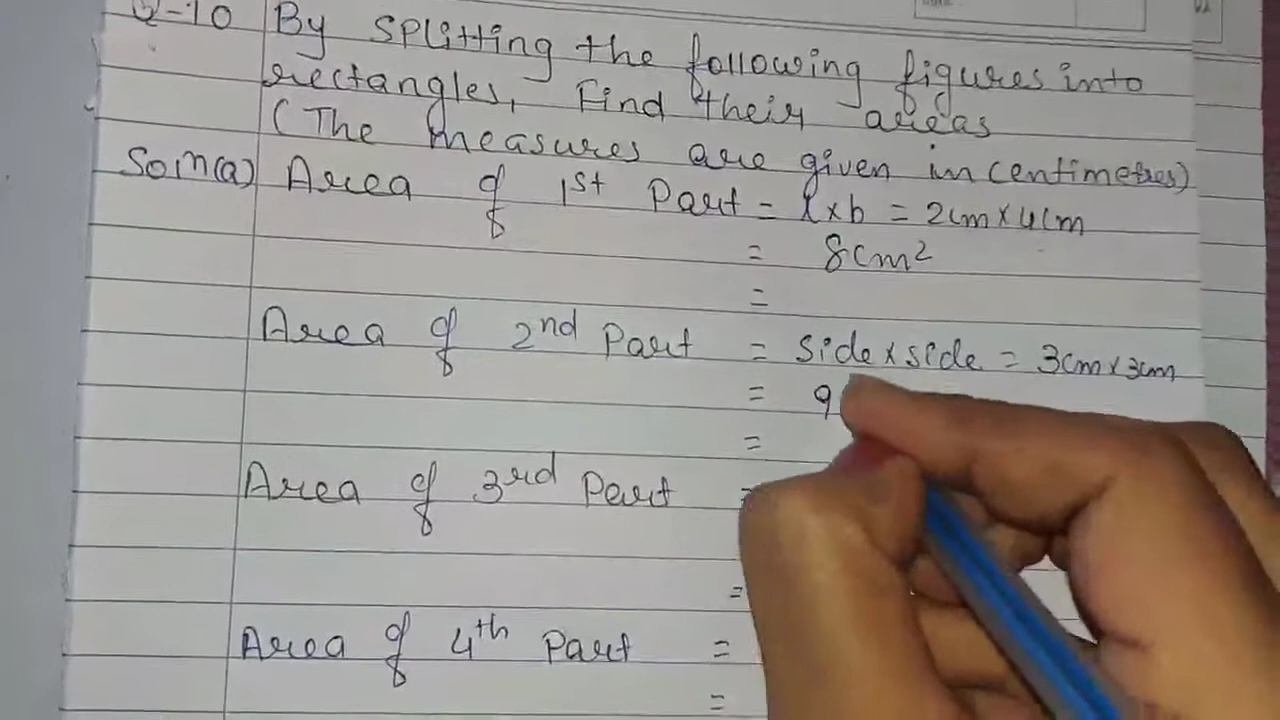 Q-10 By splitting the following figures into
rectangles, Find their areas
(The measures are given in centimetres)
Soln(a) Area of 1st Part = l×b = 2cm×4cm
= 8cm²
=
Area of 2nd Part = side×side = 3cm×3cm
= 9
=
Area of 3rd Part =
=
Area of 4th Part =
=